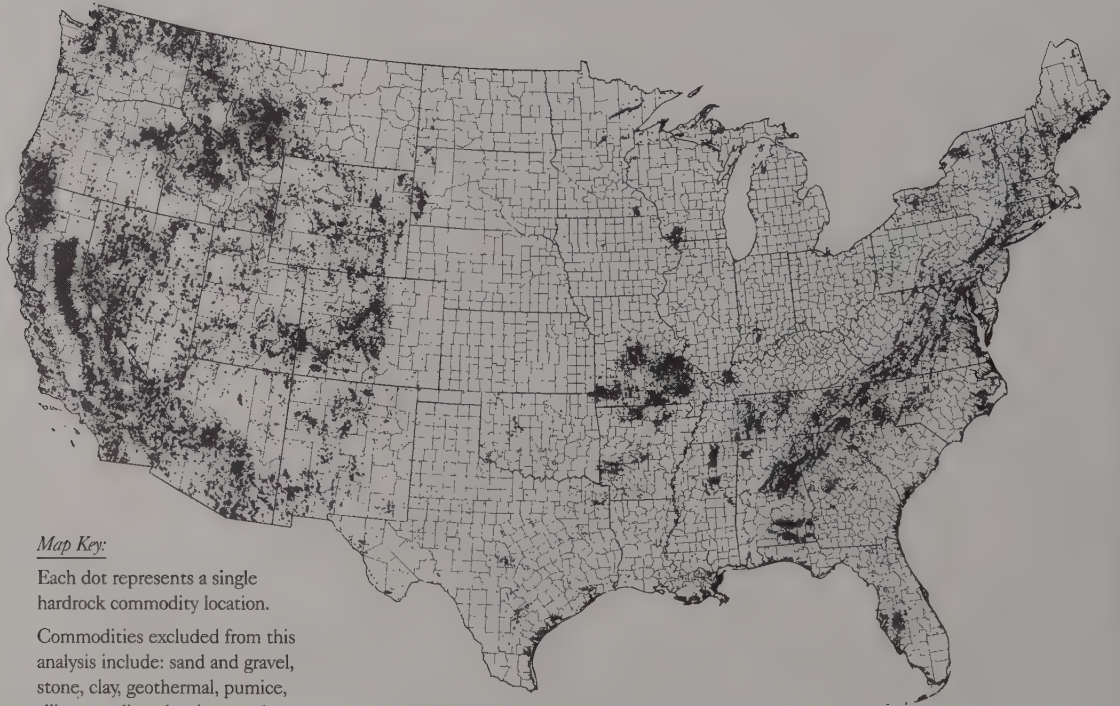 Map Key:
Each dot represents a single
hardrock commodity location.
Commodities excluded from this
analysis include: sand and gravel,
stone, clay, geothermal, pumice,